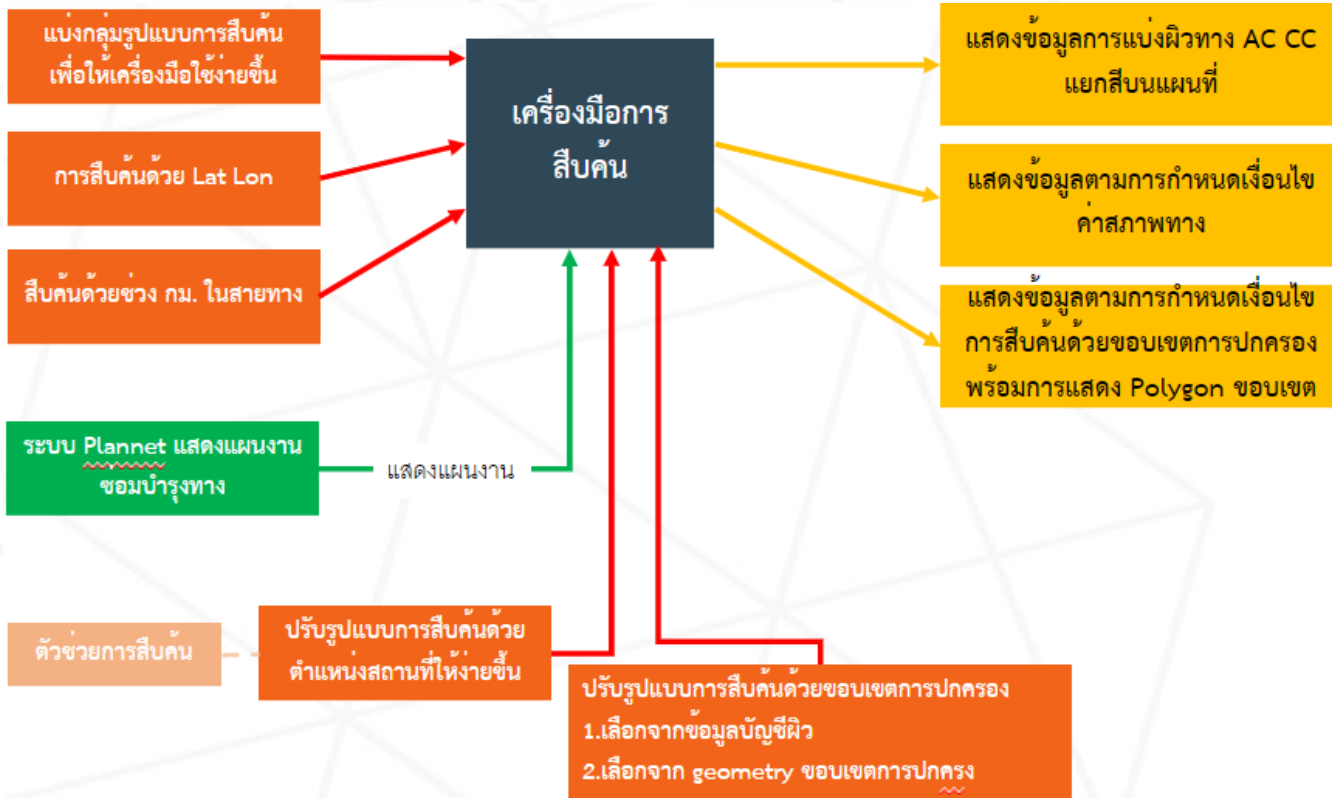 แบ่งกลุ่มรูปแบบการสืบค้น
เพื่อให้เครื่องมือใช้ง่ายขึ้น
การสืบค้นด้วย Lat Lon
สืบค้นด้วยช่วง กม. ในสายทาง
เครื่องมือการ
สืบค้น
แสดงข้อมูลการแบ่งผิวทาง AC CC
แยกสีบนแผนที่
แสดงข้อมูลตามการกำหนดเงื่อนไข
ค่าสภาพทาง
แสดงข้อมูลตามการกำหนดเงื่อนไข
การสืบค้นด้วยขอบเขตการปกครอง
พร้อมการแสดง Polygon ขอบเขต
ระบบ Plannet แสดงแผนงาน
ซอมบำรุงทาง
แสดงแผนงาน
ตัวช่วยการสืบค้น
ปรับรูปแบบการสืบค้นด้วย
ตำแหน่งสถานที่ให้ง่ายขึ้น
ปรับรูปแบบการสืบค้นด้วยขอบเขตการปกครอง
1.เลือกจากข้อมูลบัญชีผิว
2.เลือกจาก geometry ขอบเขตการปกครง